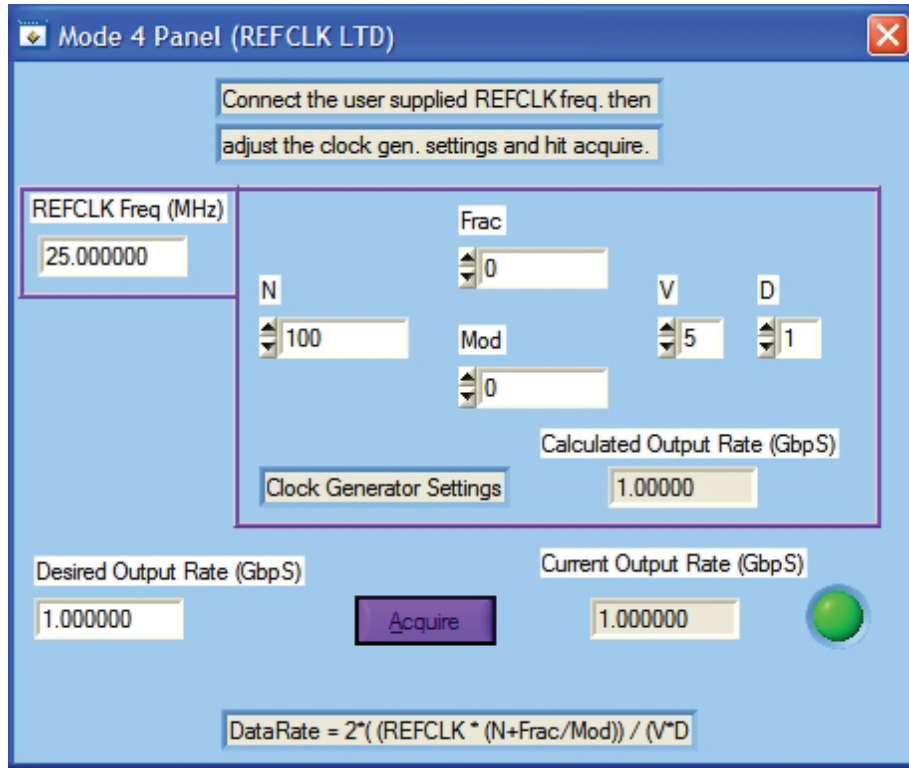 Mode 4 Panel (REFCLK LTD)
Connect the user supplied REFCLK freq. then
adjust the clock gen. settings and hit acquire.
REFCLK Freq (MHz)
25.000000
Frac
0
N
100
Mod
0
V
5
D
1
Calculated Output Rate (GbpS)
1.00000
Clock Generator Settings
Desired Output Rate (GbpS)
1.000000
Acquire
Current Output Rate (GbpS)
1.000000
DataRate = 2*( (REFCLK * (N+Frac/Mod)) / (V*D